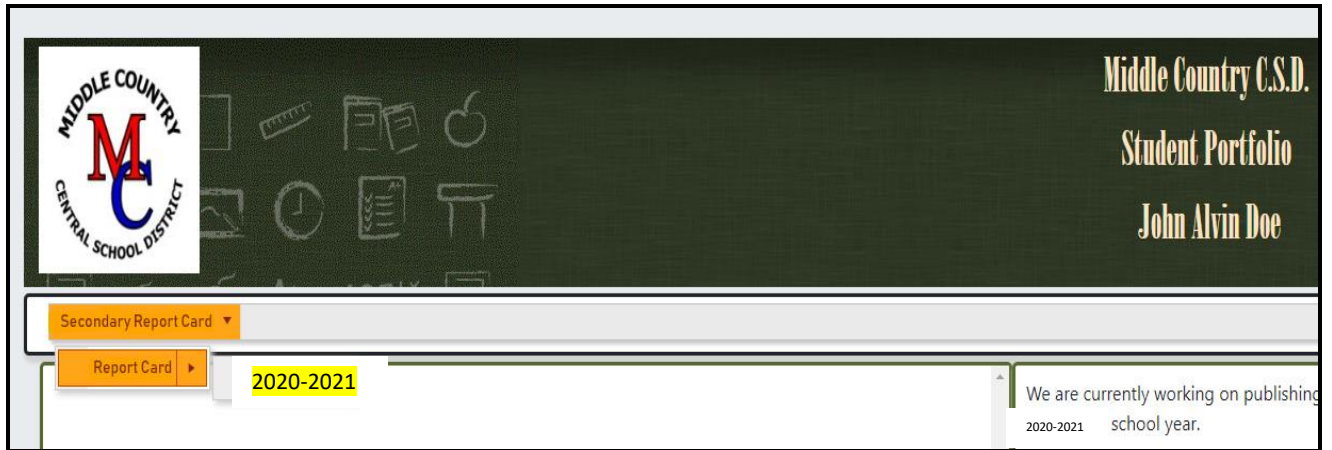 MIDDLE COUNTRY
MC
CENTRAL SCHOOL DISTRICT
A+
Middle Country C.S.D.
Student Portfolio
John Alvin Doe
Secondary Report Card ▼
Report Card ▶
2020-2021
We are currently working on publishing
2020-2021 school year.